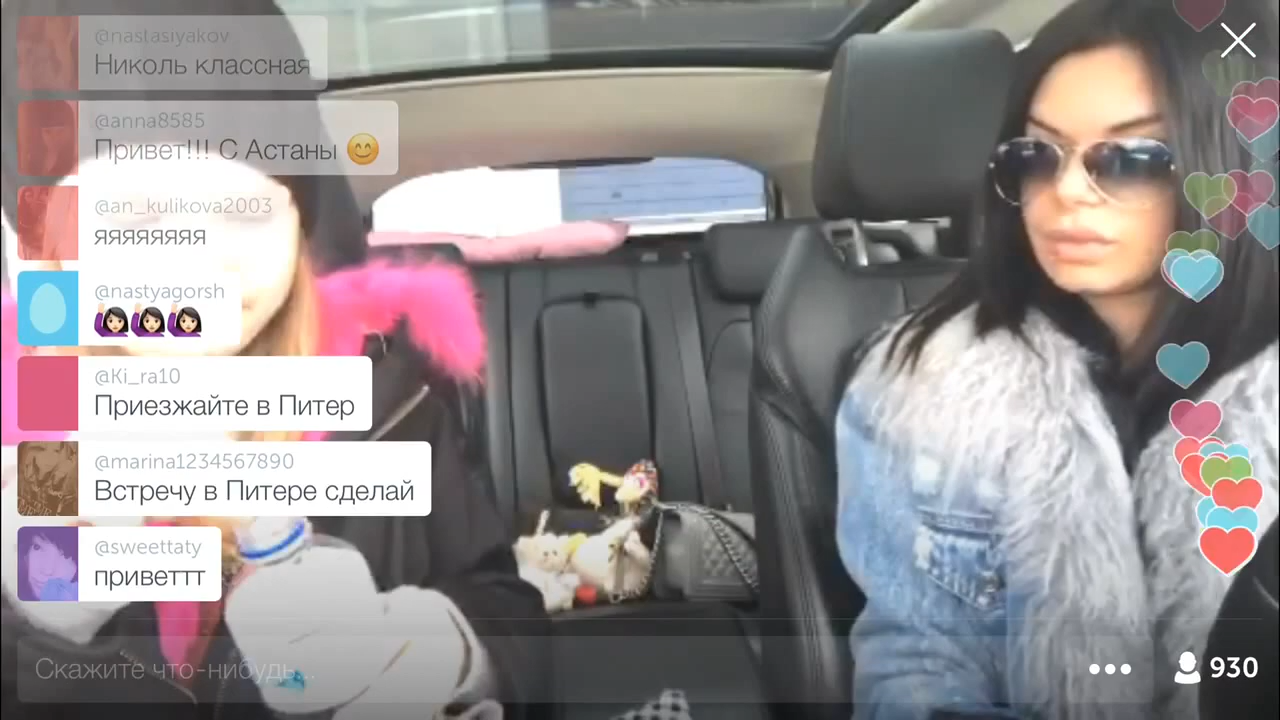 @nastasiyakov
Николь классная
@anna8585
Привет!!! С Астаны 😊
@an_kulikova2003
яяяяяяяя
@nastyagorsh
🙋🏻🙋🏻🙋🏻
@Ki_ra10
Приезжайте в Питер
@marina1234567890
Встречу в Питере сделай
@sweettaty
приветтт
Скажите что-нибудь...
930